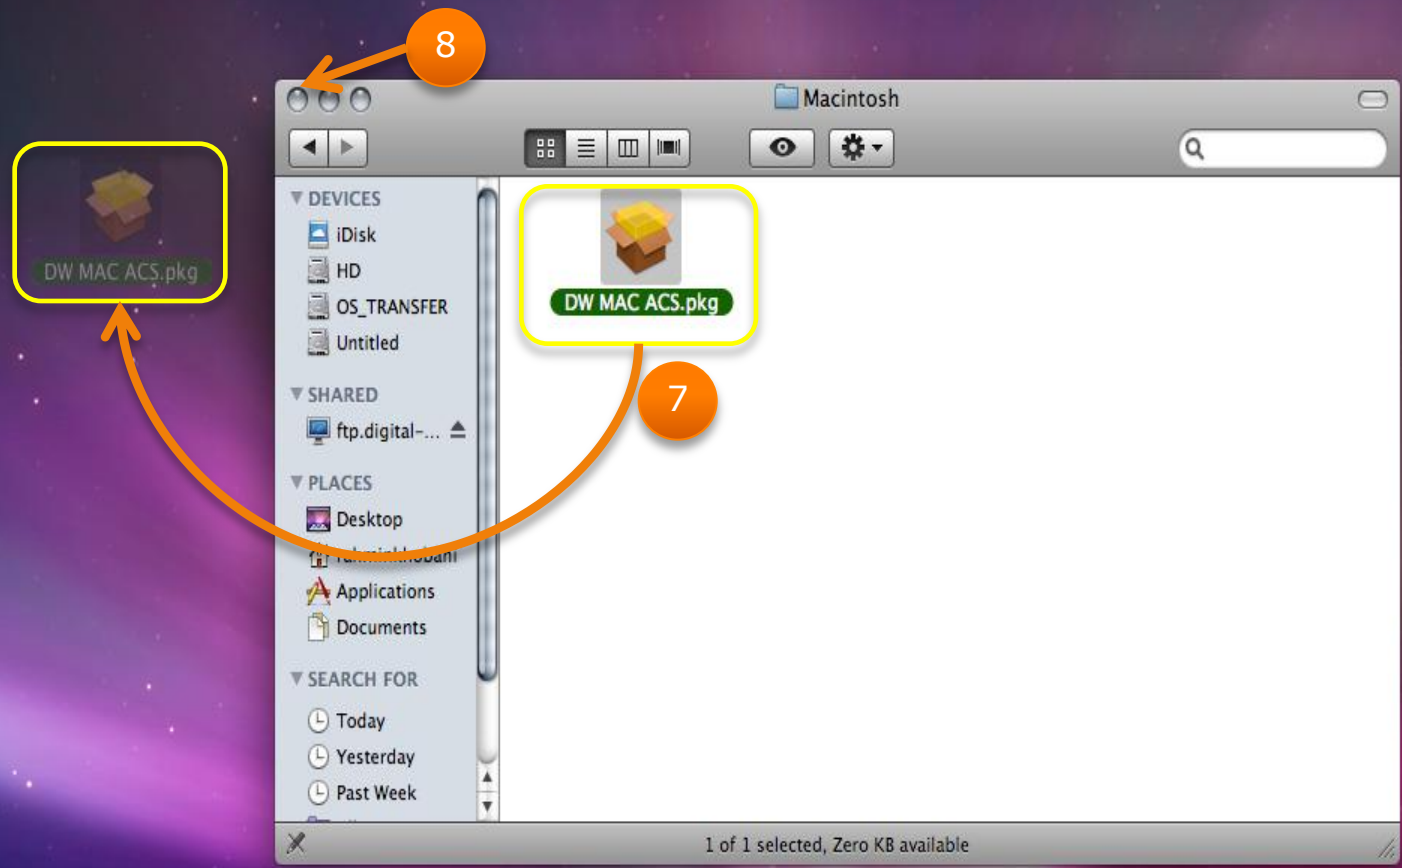 8
Macintosh
DEVICES
iDisk
HD
OS_TRANSFER
Untitled
SHARED
ftp.digital-...
PLACES
Desktop
Applications
Documents
SEARCH FOR
Today
Yesterday
Past Week
DW MAC ACS.pkg
DW MAC ACS.pkg
7
1 of 1 selected, Zero KB available